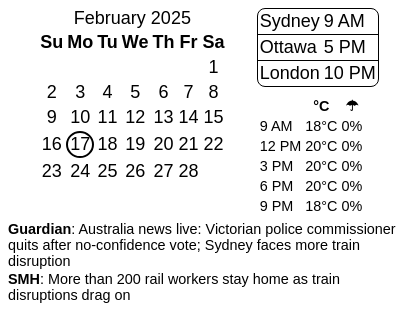 February 2025
Su Mo Tu We Th Fr Sa
1
2 3 4 5 6 7 8
9 10 11 12 13 14 15
16 17 18 19 20 21 22
23 24 25 26 27 28
Sydney 9 AM
Ottawa 5 PM
London 10 PM
°C ☂
9 AM 18°C 0%
12 PM 20°C 0%
3 PM 20°C 0%
6 PM 20°C 0%
9 PM 18°C 0%
Guardian: Australia news live: Victorian police commissioner
quits after no-confidence vote; Sydney faces more train
disruption
SMH: More than 200 rail workers stay home as train
disruptions drag on